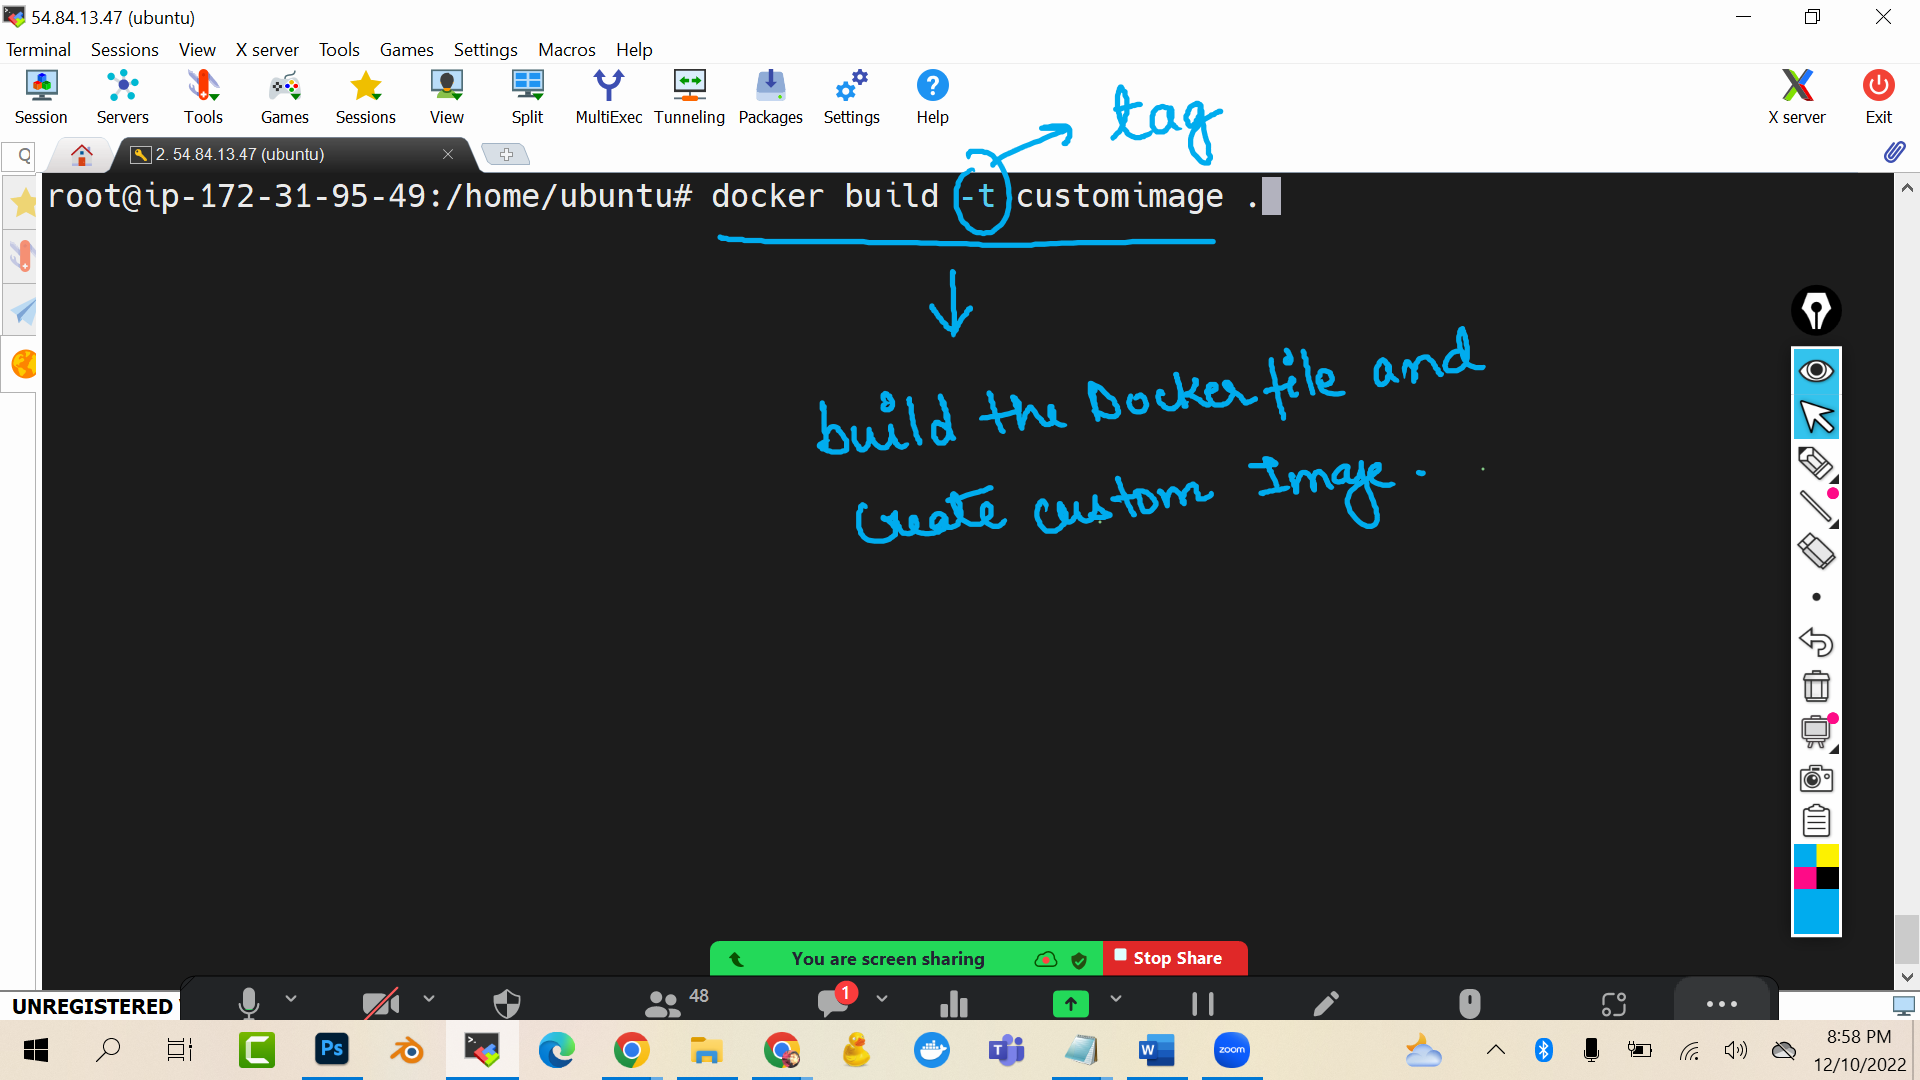 54.84.13.47 (ubuntu)
Terminal Sessions View X server Tools Games Settings Macros Help
Session Servers Tools Games Sessions View Split MultiExec Tunneling Packages Settings Help X server Exit
tag
2. 54.84.13.47 (ubuntu)
root@ip-172-31-95-49:/home/ubuntu# docker build -t customimage .
build the Dockerfile and
create custom Image.
You are screen sharing Stop Share
UNREGISTERED
48
1
Ps
W
zoom
8:58 PM
12/10/2022